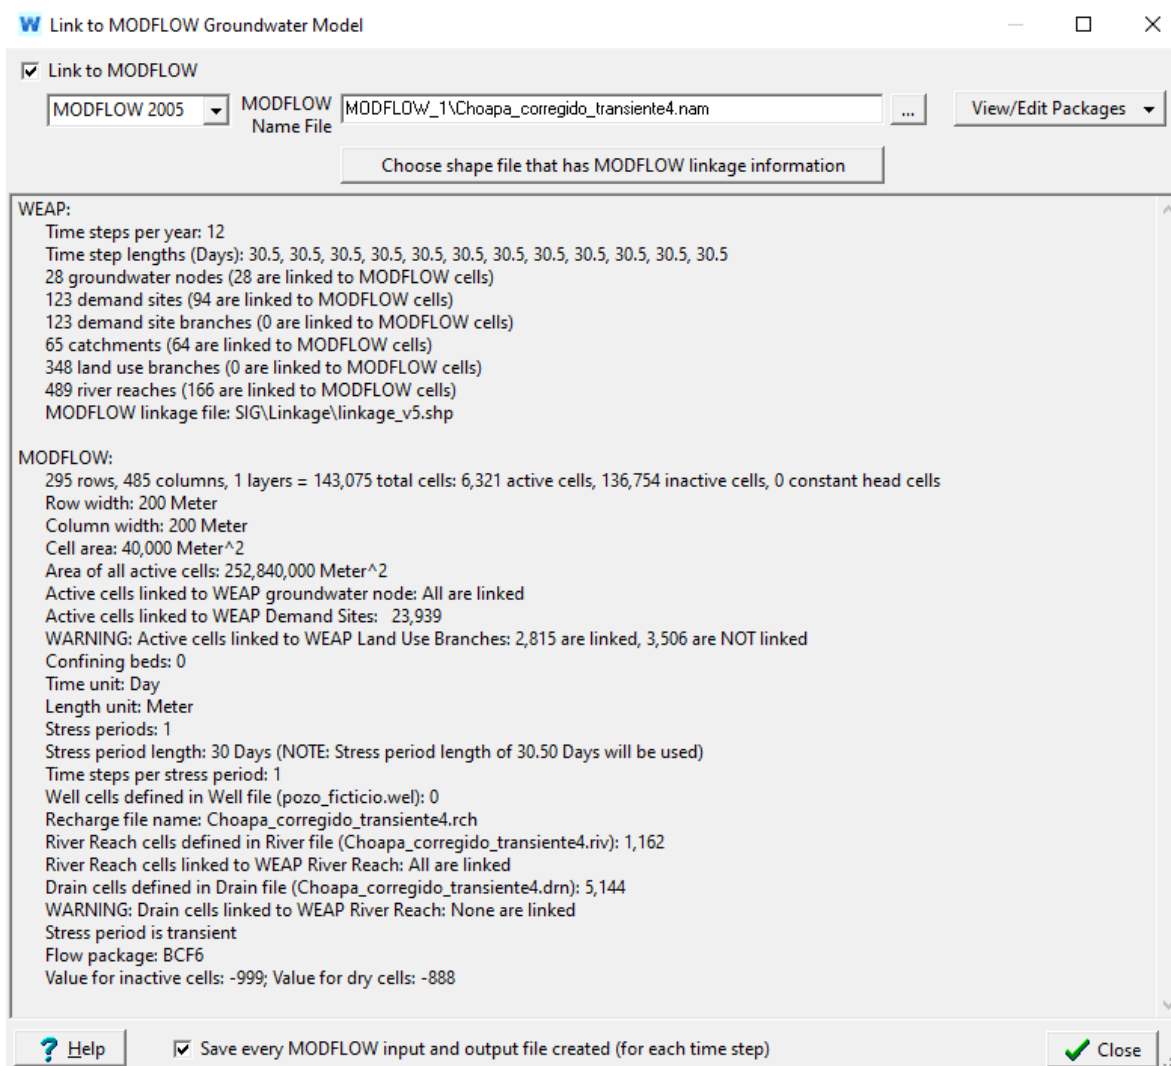 W Link to MODFLOW Groundwater Model
Link to MODFLOW
MODFLOW 2005 MODFLOW Name File MODFLOW_1\Choapa_corregido_transiente4.nam ... View/Edit Packages
Choose shape file that has MODFLOW linkage information
WEAP:
Time steps per year: 12
Time step lengths (Days): 30.5, 30.5, 30.5, 30.5, 30.5, 30.5, 30.5, 30.5, 30.5, 30.5, 30.5, 30.5
28 groundwater nodes (28 are linked to MODFLOW cells)
123 demand sites (94 are linked to MODFLOW cells)
123 demand site branches (0 are linked to MODFLOW cells)
65 catchments (64 are linked to MODFLOW cells)
348 land use branches (0 are linked to MODFLOW cells)
489 river reaches (166 are linked to MODFLOW cells)
MODFLOW linkage file: SIG\Linkage\linkage_v5.shp
MODFLOW:
295 rows, 485 columns, 1 layers = 143,075 total cells: 6,321 active cells, 136,754 inactive cells, 0 constant head cells
Row width: 200 Meter
Column width: 200 Meter
Cell area: 40,000 Meter^2
Area of all active cells: 252,840,000 Meter^2
Active cells linked to WEAP groundwater node: All are linked
Active cells linked to WEAP Demand Sites: 23,939
WARNING: Active cells linked to WEAP Land Use Branches: 2,815 are linked, 3,506 are NOT linked
Confining beds: 0
Time unit: Day
Length unit: Meter
Stress periods: 1
Stress period length: 30 Days (NOTE: Stress period length of 30.50 Days will be used)
Time steps per stress period: 1
Well cells defined in Well file (pozo_ficticio.wel): 0
Recharge file name: Choapa_corregido_transiente4.rch
River Reach cells defined in River file (Choapa_corregido_transiente4.riv): 1,162
River Reach cells linked to WEAP River Reach: All are linked
Drain cells defined in Drain file (Choapa_corregido_transiente4.drn): 5,144
WARNING: Drain cells linked to WEAP River Reach: None are linked
Stress period is transient
Flow package: BCF6
Value for inactive cells: -999; Value for dry cells: -888
? Help Save every MODFLOW input and output file created (for each time step) Close